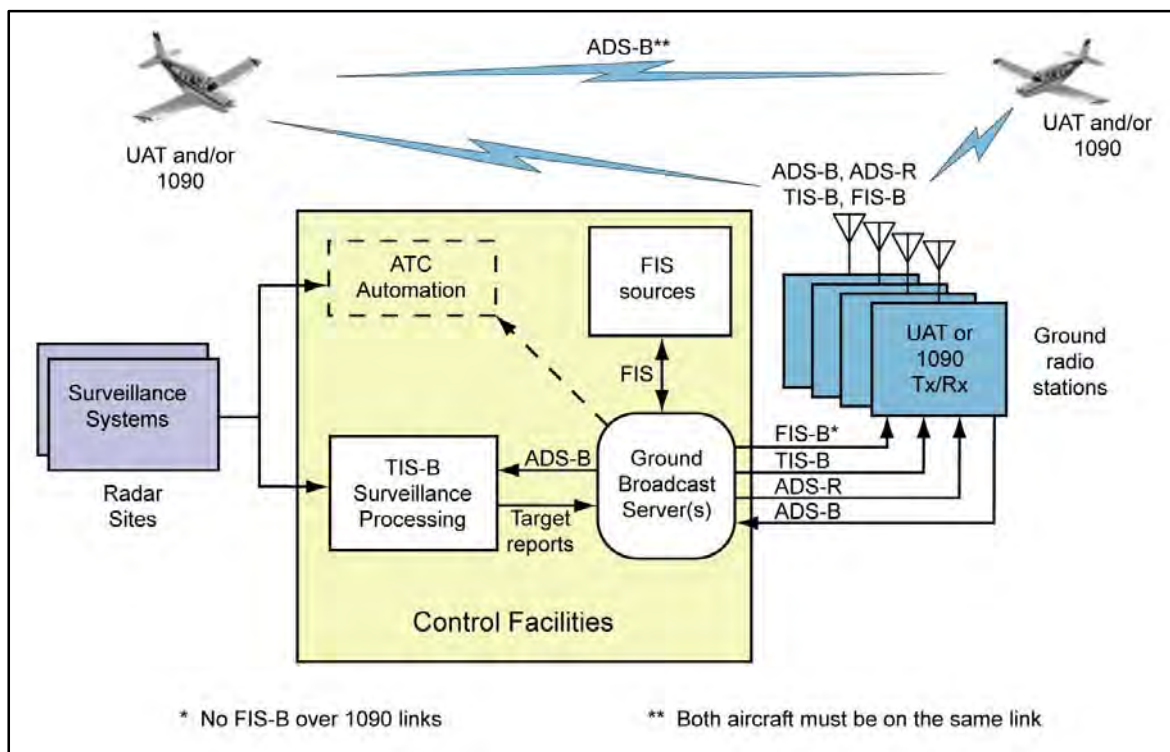 ADS-B**
UAT and/or
1090
UAT and/or
1090
ADS-B, ADS-R
TIS-B, FIS-B
ATC
Automation
FIS
sources
UAT or
1090
Tx/Rx
Ground
radio
stations
Surveillance
Systems
Radar
Sites
FIS
TIS-B
Surveillance
Processing
ADS-B
Target
reports
Ground
Broadcast
Server(s)
FIS-B*
TIS-B
ADS-R
ADS-B
Control Facilities
* No FIS-B over 1090 links
** Both aircraft must be on the same link